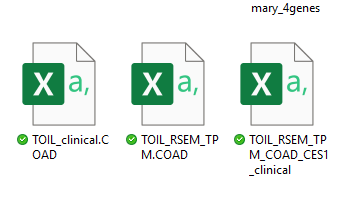 mary_4genes
X a,
X a,
X a,
TOIL_clinical.C
OAD
TOIL_RSEM_TP
M.COAD
TOIL_RSEM_TP
M_COAD_CES1
_clinical